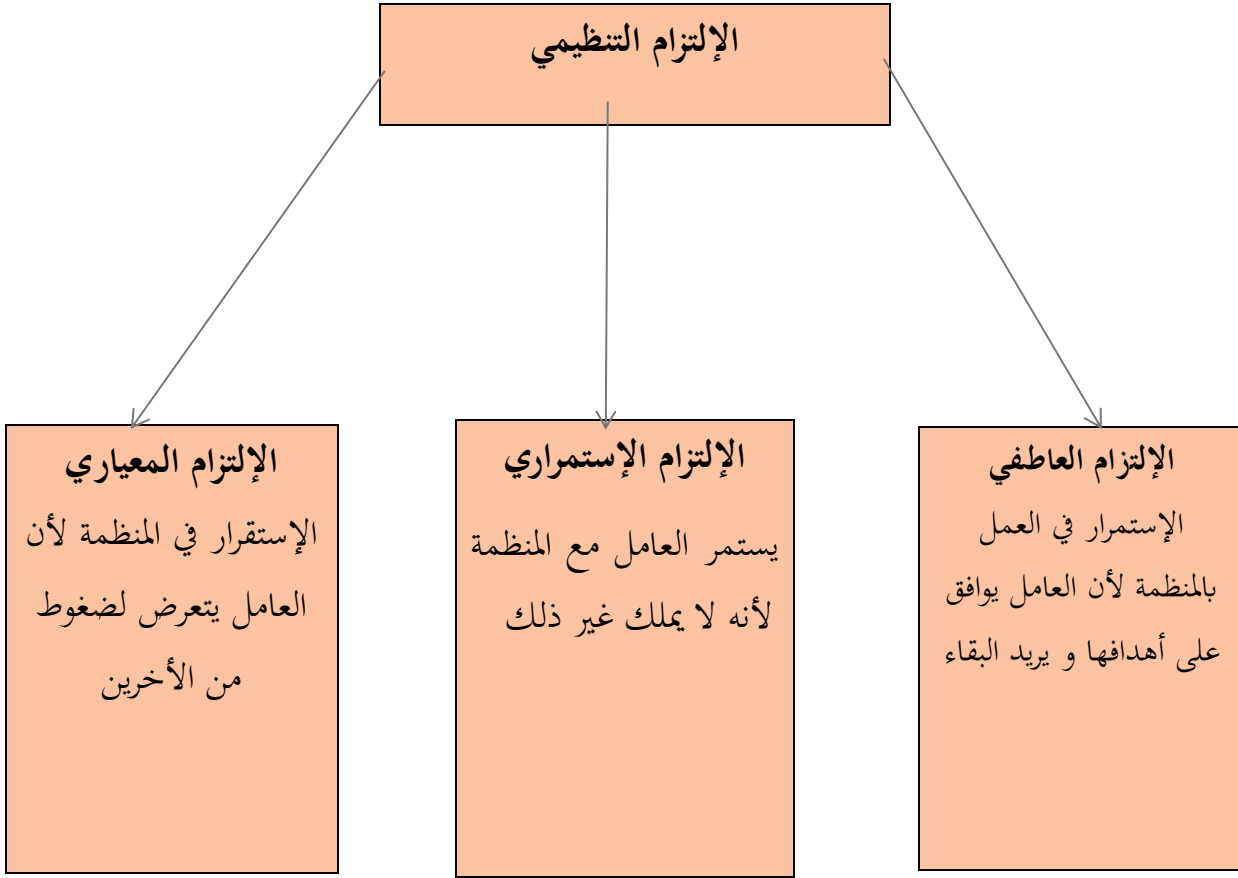 الإلتزام التنظيمي
الإلتزام العاطفي
الإستمرار في العمل
بالمنظمة لأن العامل يوافق
على أهدافها و يريد البقاء
الإلتزام الإستمراري
يستمر العامل مع المنظمة
لأنه لا يملك غير ذلك
الإلتزام المعياري
الإستقرار في المنظمة لأن
العامل يتعرض لضغوط
من الأخرين